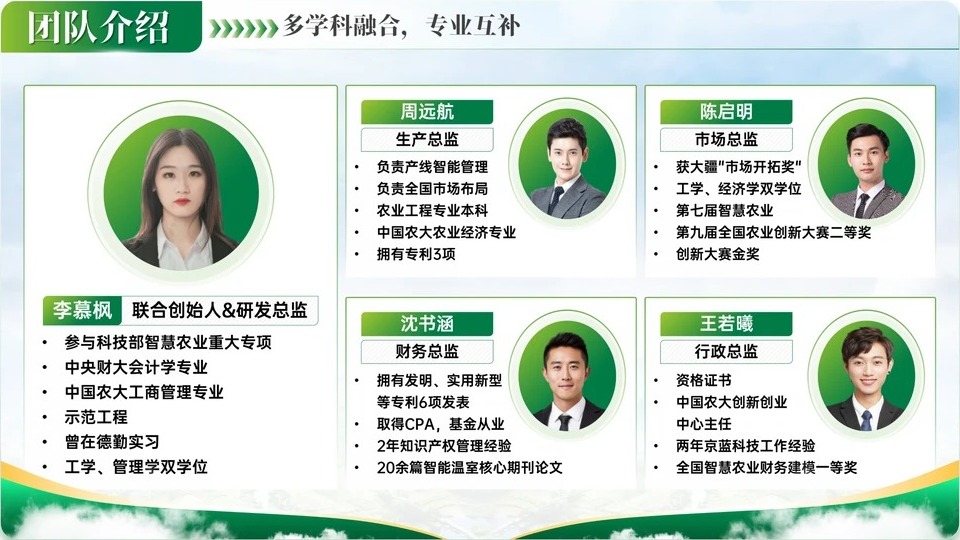 团队介绍
多学科融合，专业互补
李慕枫 联合创始人&研发总监
• 参与科技部智慧农业重大专项
• 中央财大会计学专业
• 中国农大工商管理专业
• 示范工程
• 曾在德勤实习
• 工学、管理学双学位
周远航
生产总监
• 负责产线智能管理
• 负责全国市场布局
• 农业工程专业本科
• 中国农大农业经济专业
• 拥有专利3项
陈启明
市场总监
• 获大疆"市场开拓奖"
• 工学、经济学双学位
• 第七届智慧农业
• 第九届全国农业创新大赛二等奖
• 创新大赛金奖
沈书涵
财务总监
• 拥有发明、实用新型
等专利6项发表
• 取得CPA，基金从业
• 2年知识产权管理经验
• 20余篇智能温室核心期刊论文
王若曦
行政总监
• 资格证书
• 中国农大创新创业
中心主任
• 两年京蓝科技工作经验
• 全国智慧农业财务建模一等奖